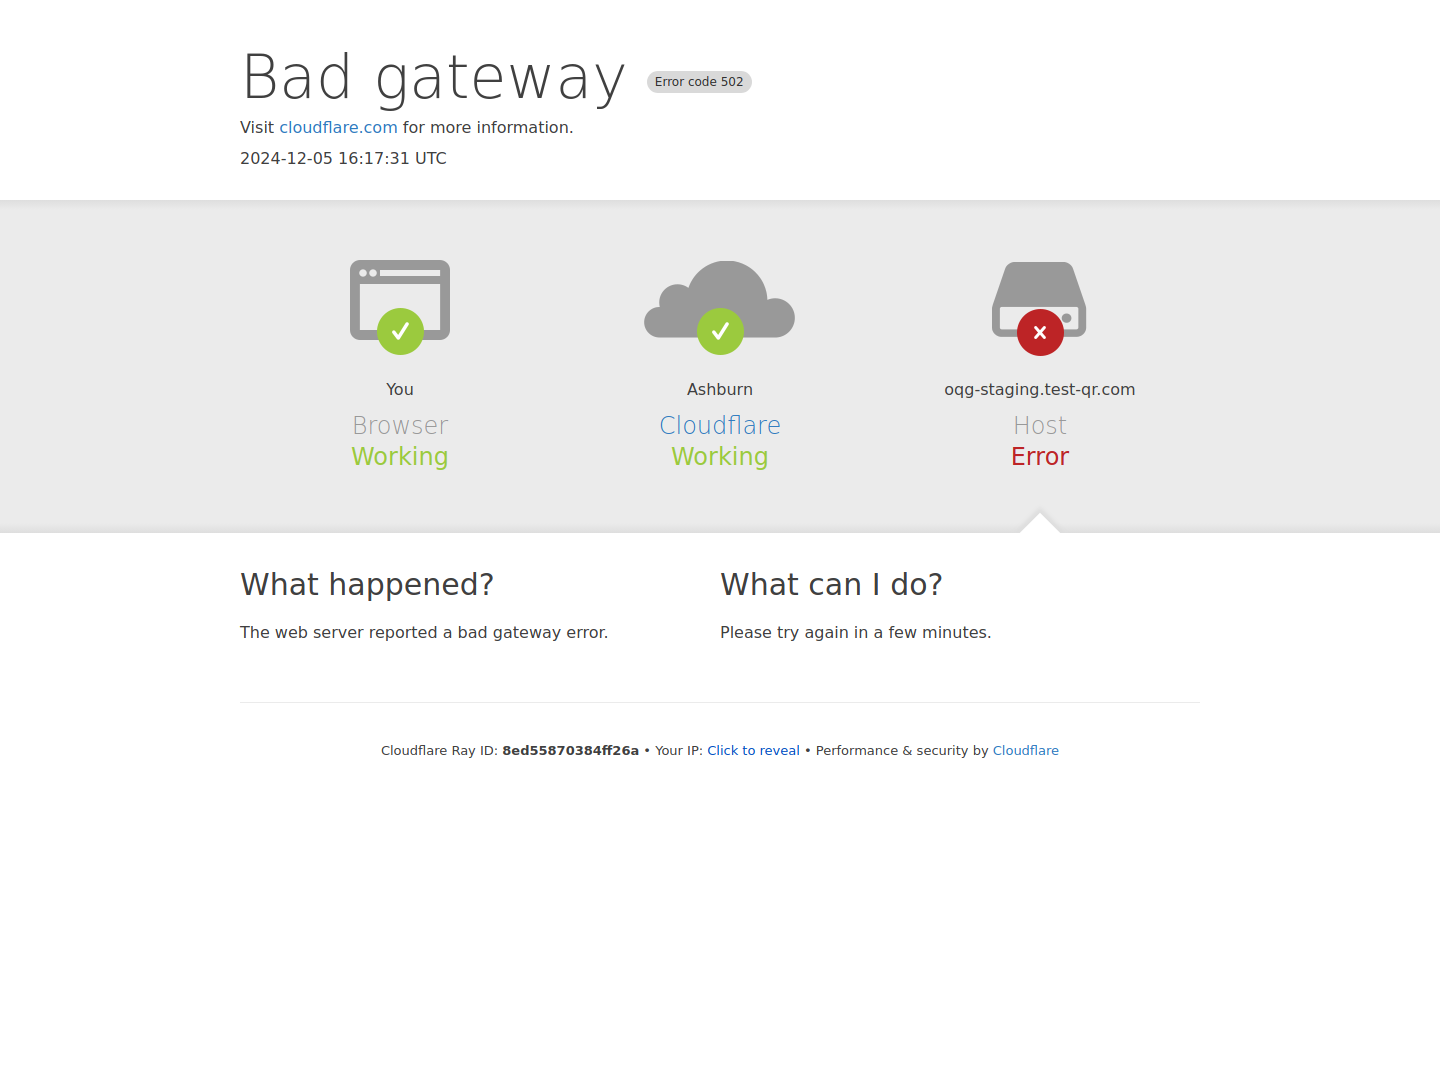 Bad gateway Error code 502
Visit cloudflare.com for more information.
2024-12-05 16:17:31 UTC
You
Browser
Working
Ashburn
Cloudflare
Working
oqg-staging.test-qr.com
Host
Error
What happened?
The web server reported a bad gateway error.
What can I do?
Please try again in a few minutes.
Cloudflare Ray ID: 8ed55870384ff26a • Your IP: Click to reveal • Performance & security by Cloudflare